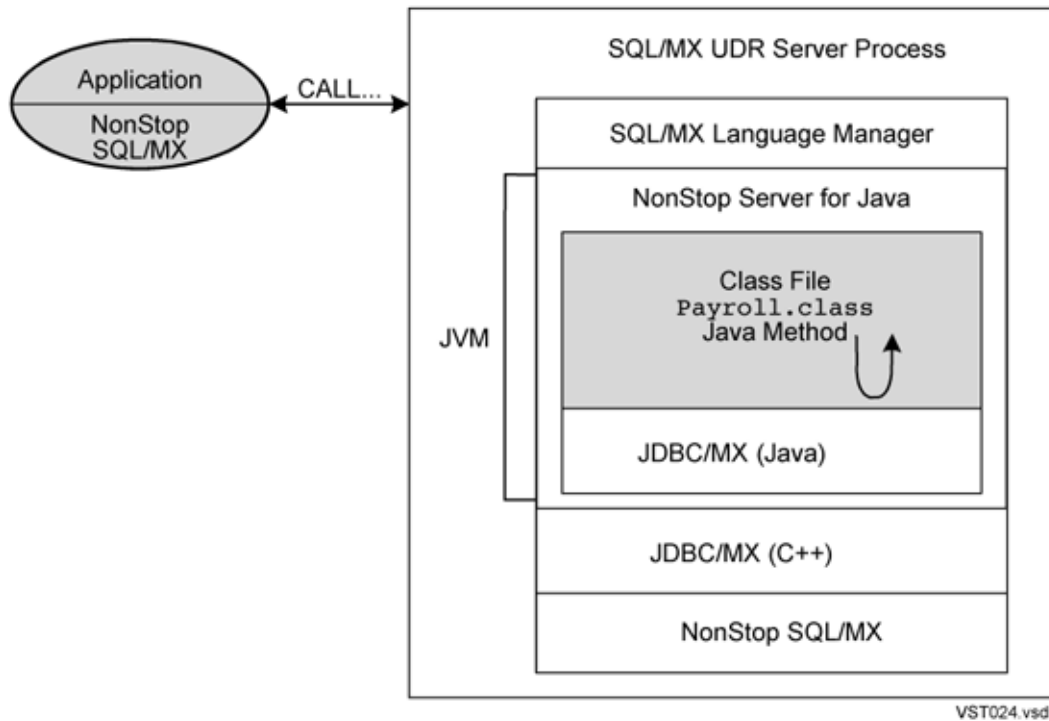 SQL/MX UDR Server Process
Application
CALL...
NonStop
SQL/MX
SQL/MX Language Manager
NonStop Server for Java
Class File
Payroll.class
Java Method
JVM
JDBC/MX (Java)
JDBC/MX (C++)
NonStop SQL/MX
VST024.vsd